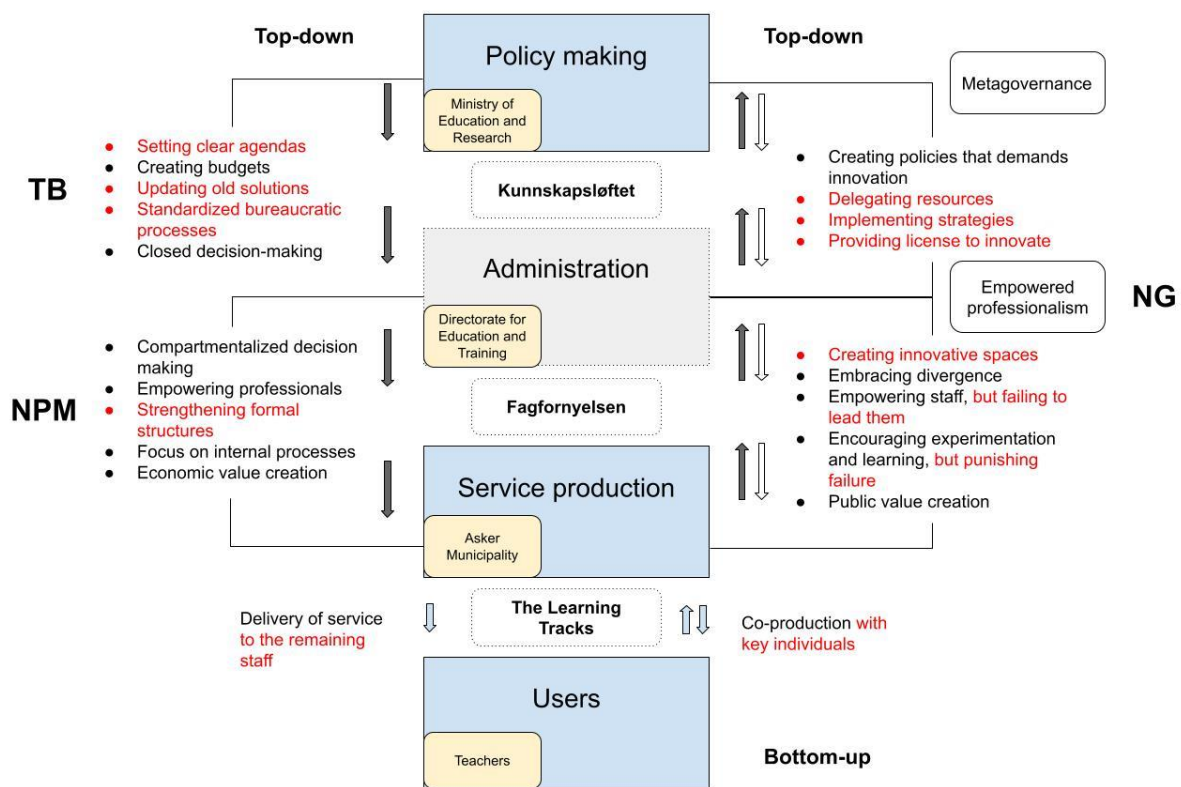 Top-down
Policy making
Top-down
Ministry of
Education and
Research
Metagovernance
TB
● Setting clear agendas
● Creating budgets
● Updating old solutions
● Standardized bureaucratic
processes
● Closed decision-making
Kunnskapsløftet
● Creating policies that demands
innovation
● Delegating resources
● Implementing strategies
● Providing license to innovate
Administration
Directorate for
Education and
Training
Empowered
professionalism
NG
NPM
● Compartmentalized decision
making
● Empowering professionals
● Strengthening formal
structures
● Focus on internal processes
● Economic value creation
Fagfornyelsen
● Creating innovative spaces
● Embracing divergence
● Empowering staff, but failing to
lead them
● Encouraging experimentation
and learning, but punishing
failure
● Public value creation
Service production
Asker
Municipality
Delivery of service
to the remaining
staff
The Learning
Tracks
Co-production with
key individuals
Users
Teachers
Bottom-up